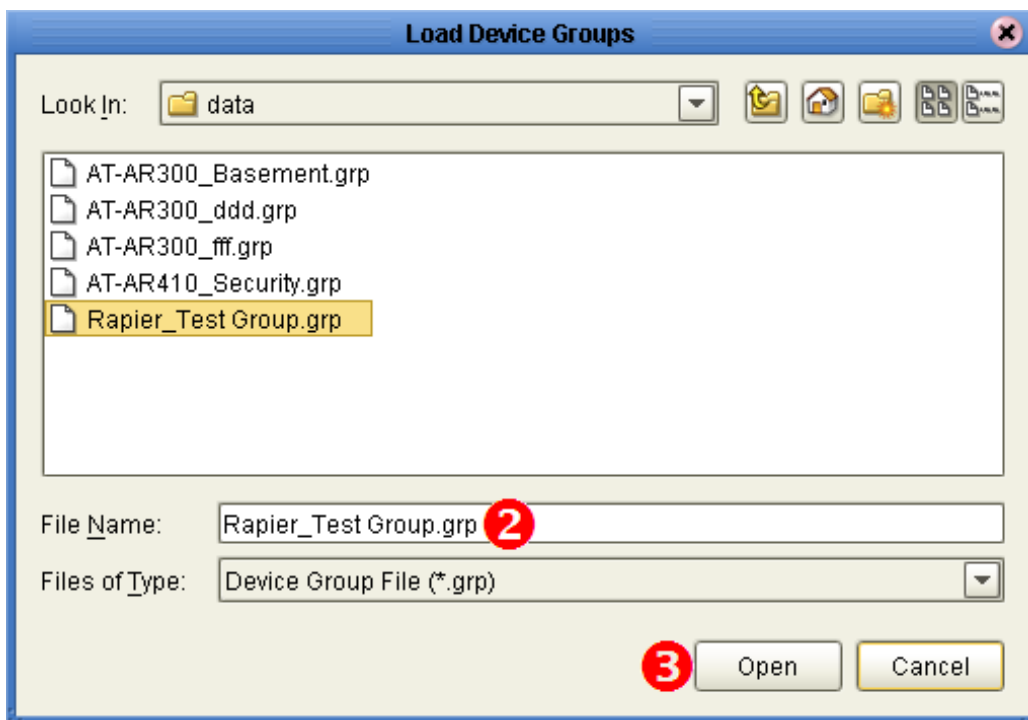 Load Device Groups
Look In: data
AT-AR300_Basement.grp
AT-AR300_ddd.grp
AT-AR300_fff.grp
AT-AR410_Security.grp
Rapier_Test Group.grp
File Name: Rapier_Test Group.grp 2
Files of Type: Device Group File (*.grp)
3 Open Cancel